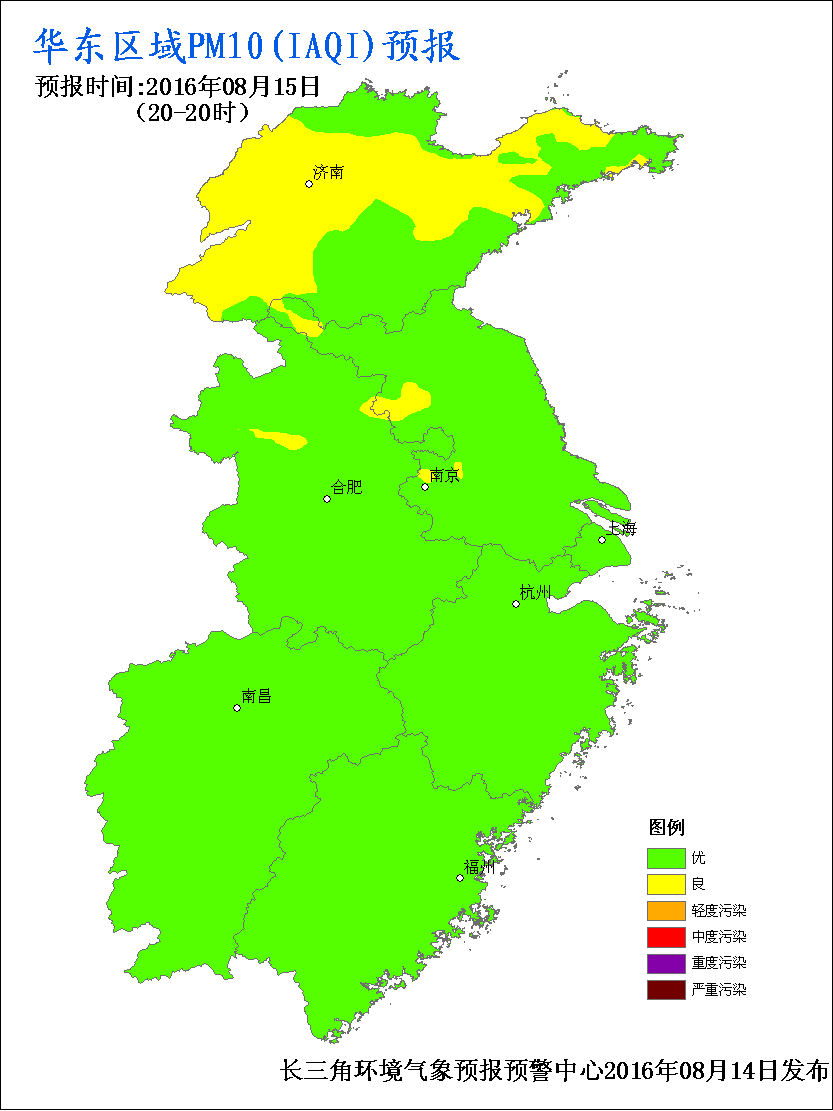 华东区域PM10(IAQI)预报
预报时间:2016年08月15日
（20-20时）
济南
南京
合肥
上海
杭州
南昌
福州
图例
优
良
轻度污染
中度污染
重度污染
严重污染
长三角环境气象预报预警中心2016年08月14日发布